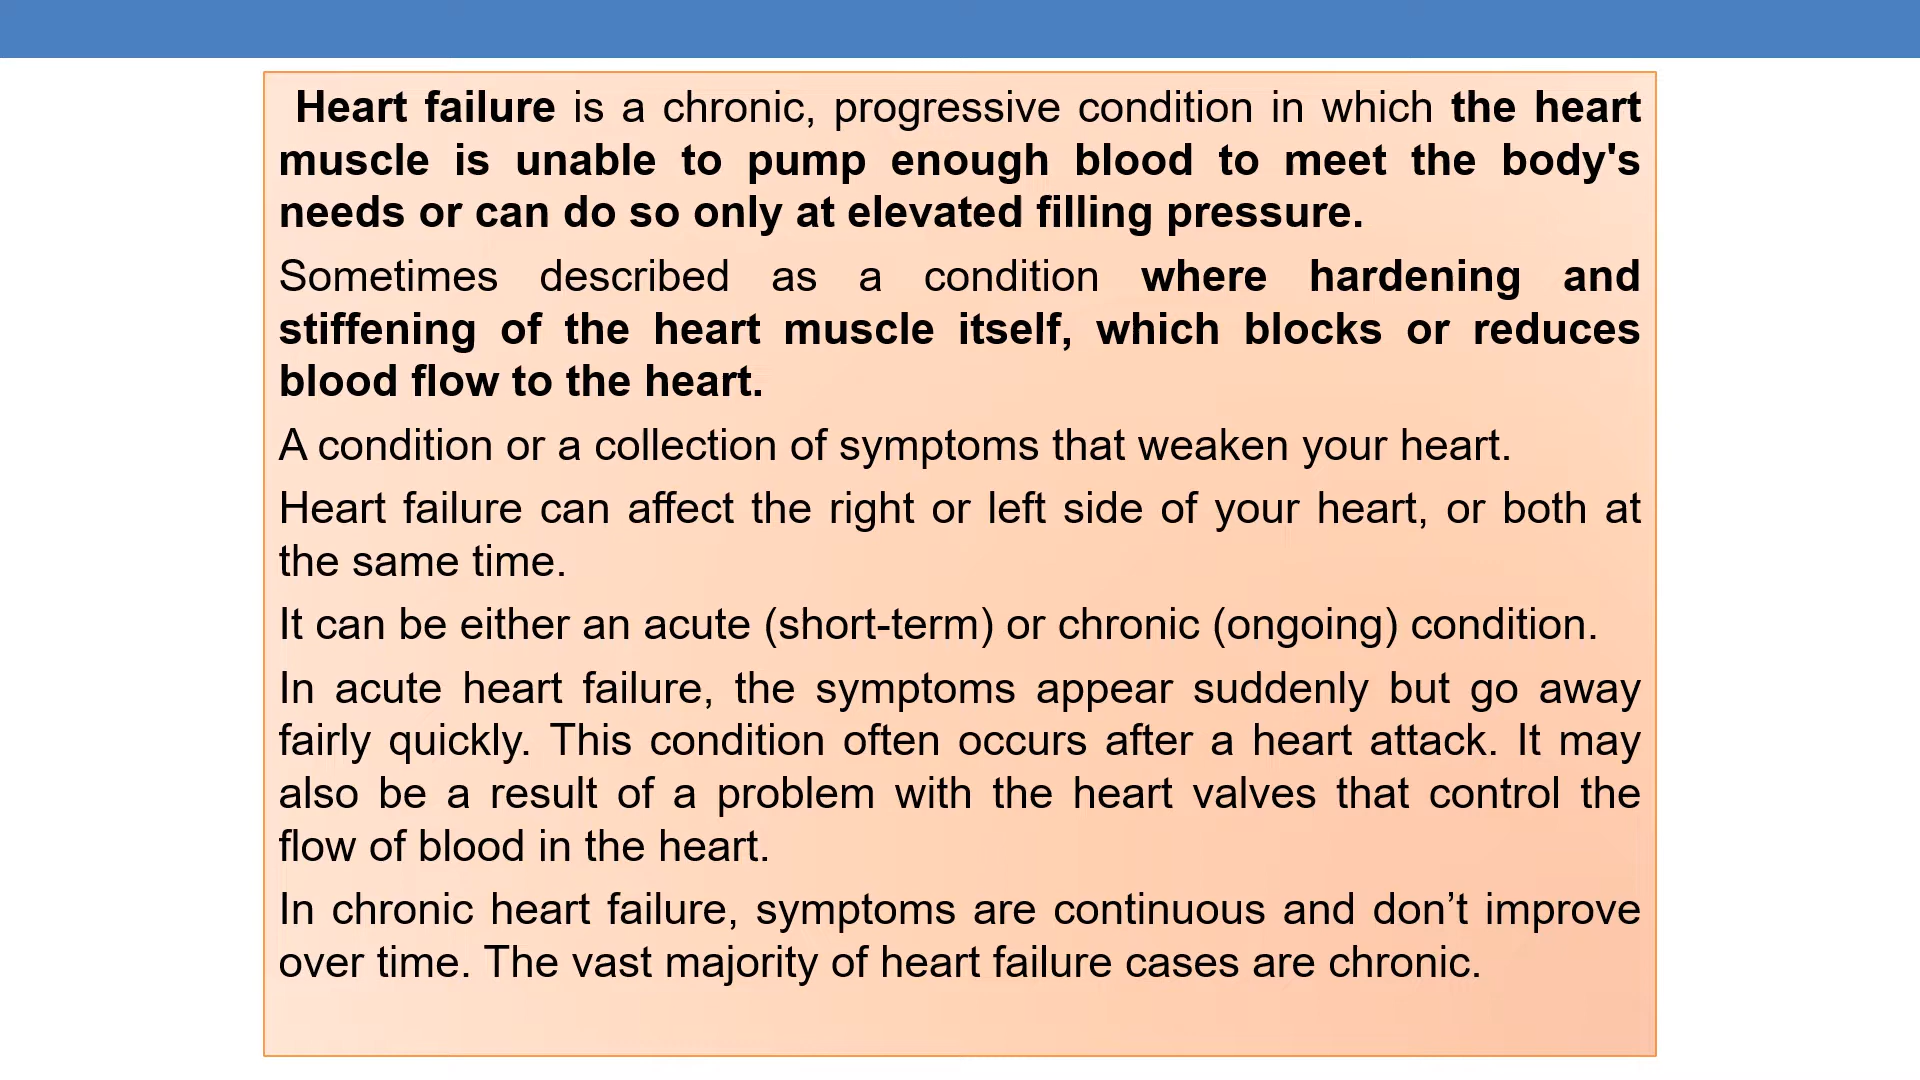 Heart failure is a chronic, progressive condition in which the heart
muscle is unable to pump enough blood to meet the body's
needs or can do so only at elevated filling pressure.
Sometimes described as a condition where hardening and
stiffening of the heart muscle itself, which blocks or reduces
blood flow to the heart.
A condition or a collection of symptoms that weaken your heart.
Heart failure can affect the right or left side of your heart, or both at
the same time.
It can be either an acute (short-term) or chronic (ongoing) condition.
In acute heart failure, the symptoms appear suddenly but go away
fairly quickly. This condition often occurs after a heart attack. It may
also be a result of a problem with the heart valves that control the
flow of blood in the heart.
In chronic heart failure, symptoms are continuous and don’t improve
over time. The vast majority of heart failure cases are chronic.